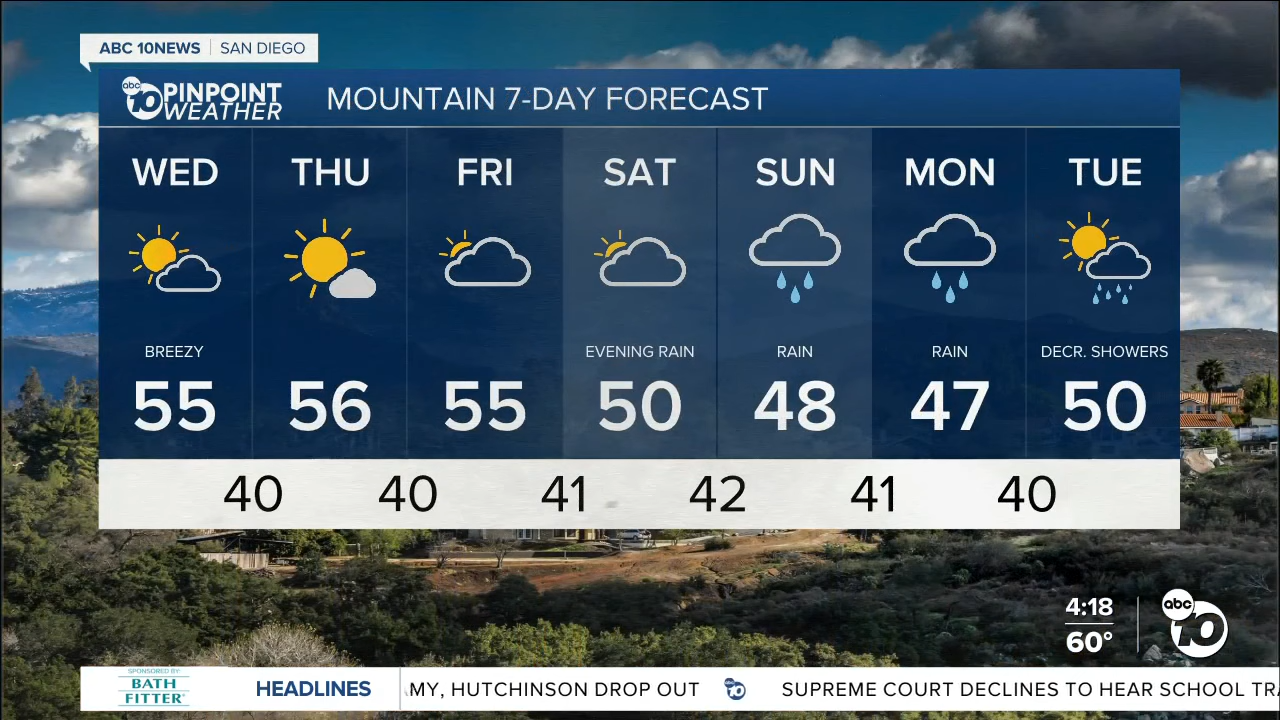 ABC 10NEWS | SAN DIEGO
abc 10 PINPOINT WEATHER
MOUNTAIN 7-DAY FORECAST
WED THU FRI SAT SUN MON TUE
BREEZY EVENING RAIN RAIN RAIN DECR. SHOWERS
55 56 55 50 48 47 50
40 40 41 42 41 40
4:18
60°
abc 10
SPONSORED BY:
BATH
FITTER®
HEADLINES
MY, HUTCHINSON DROP OUT abc 10 SUPREME COURT DECLINES TO HEAR SCHOOL TRA